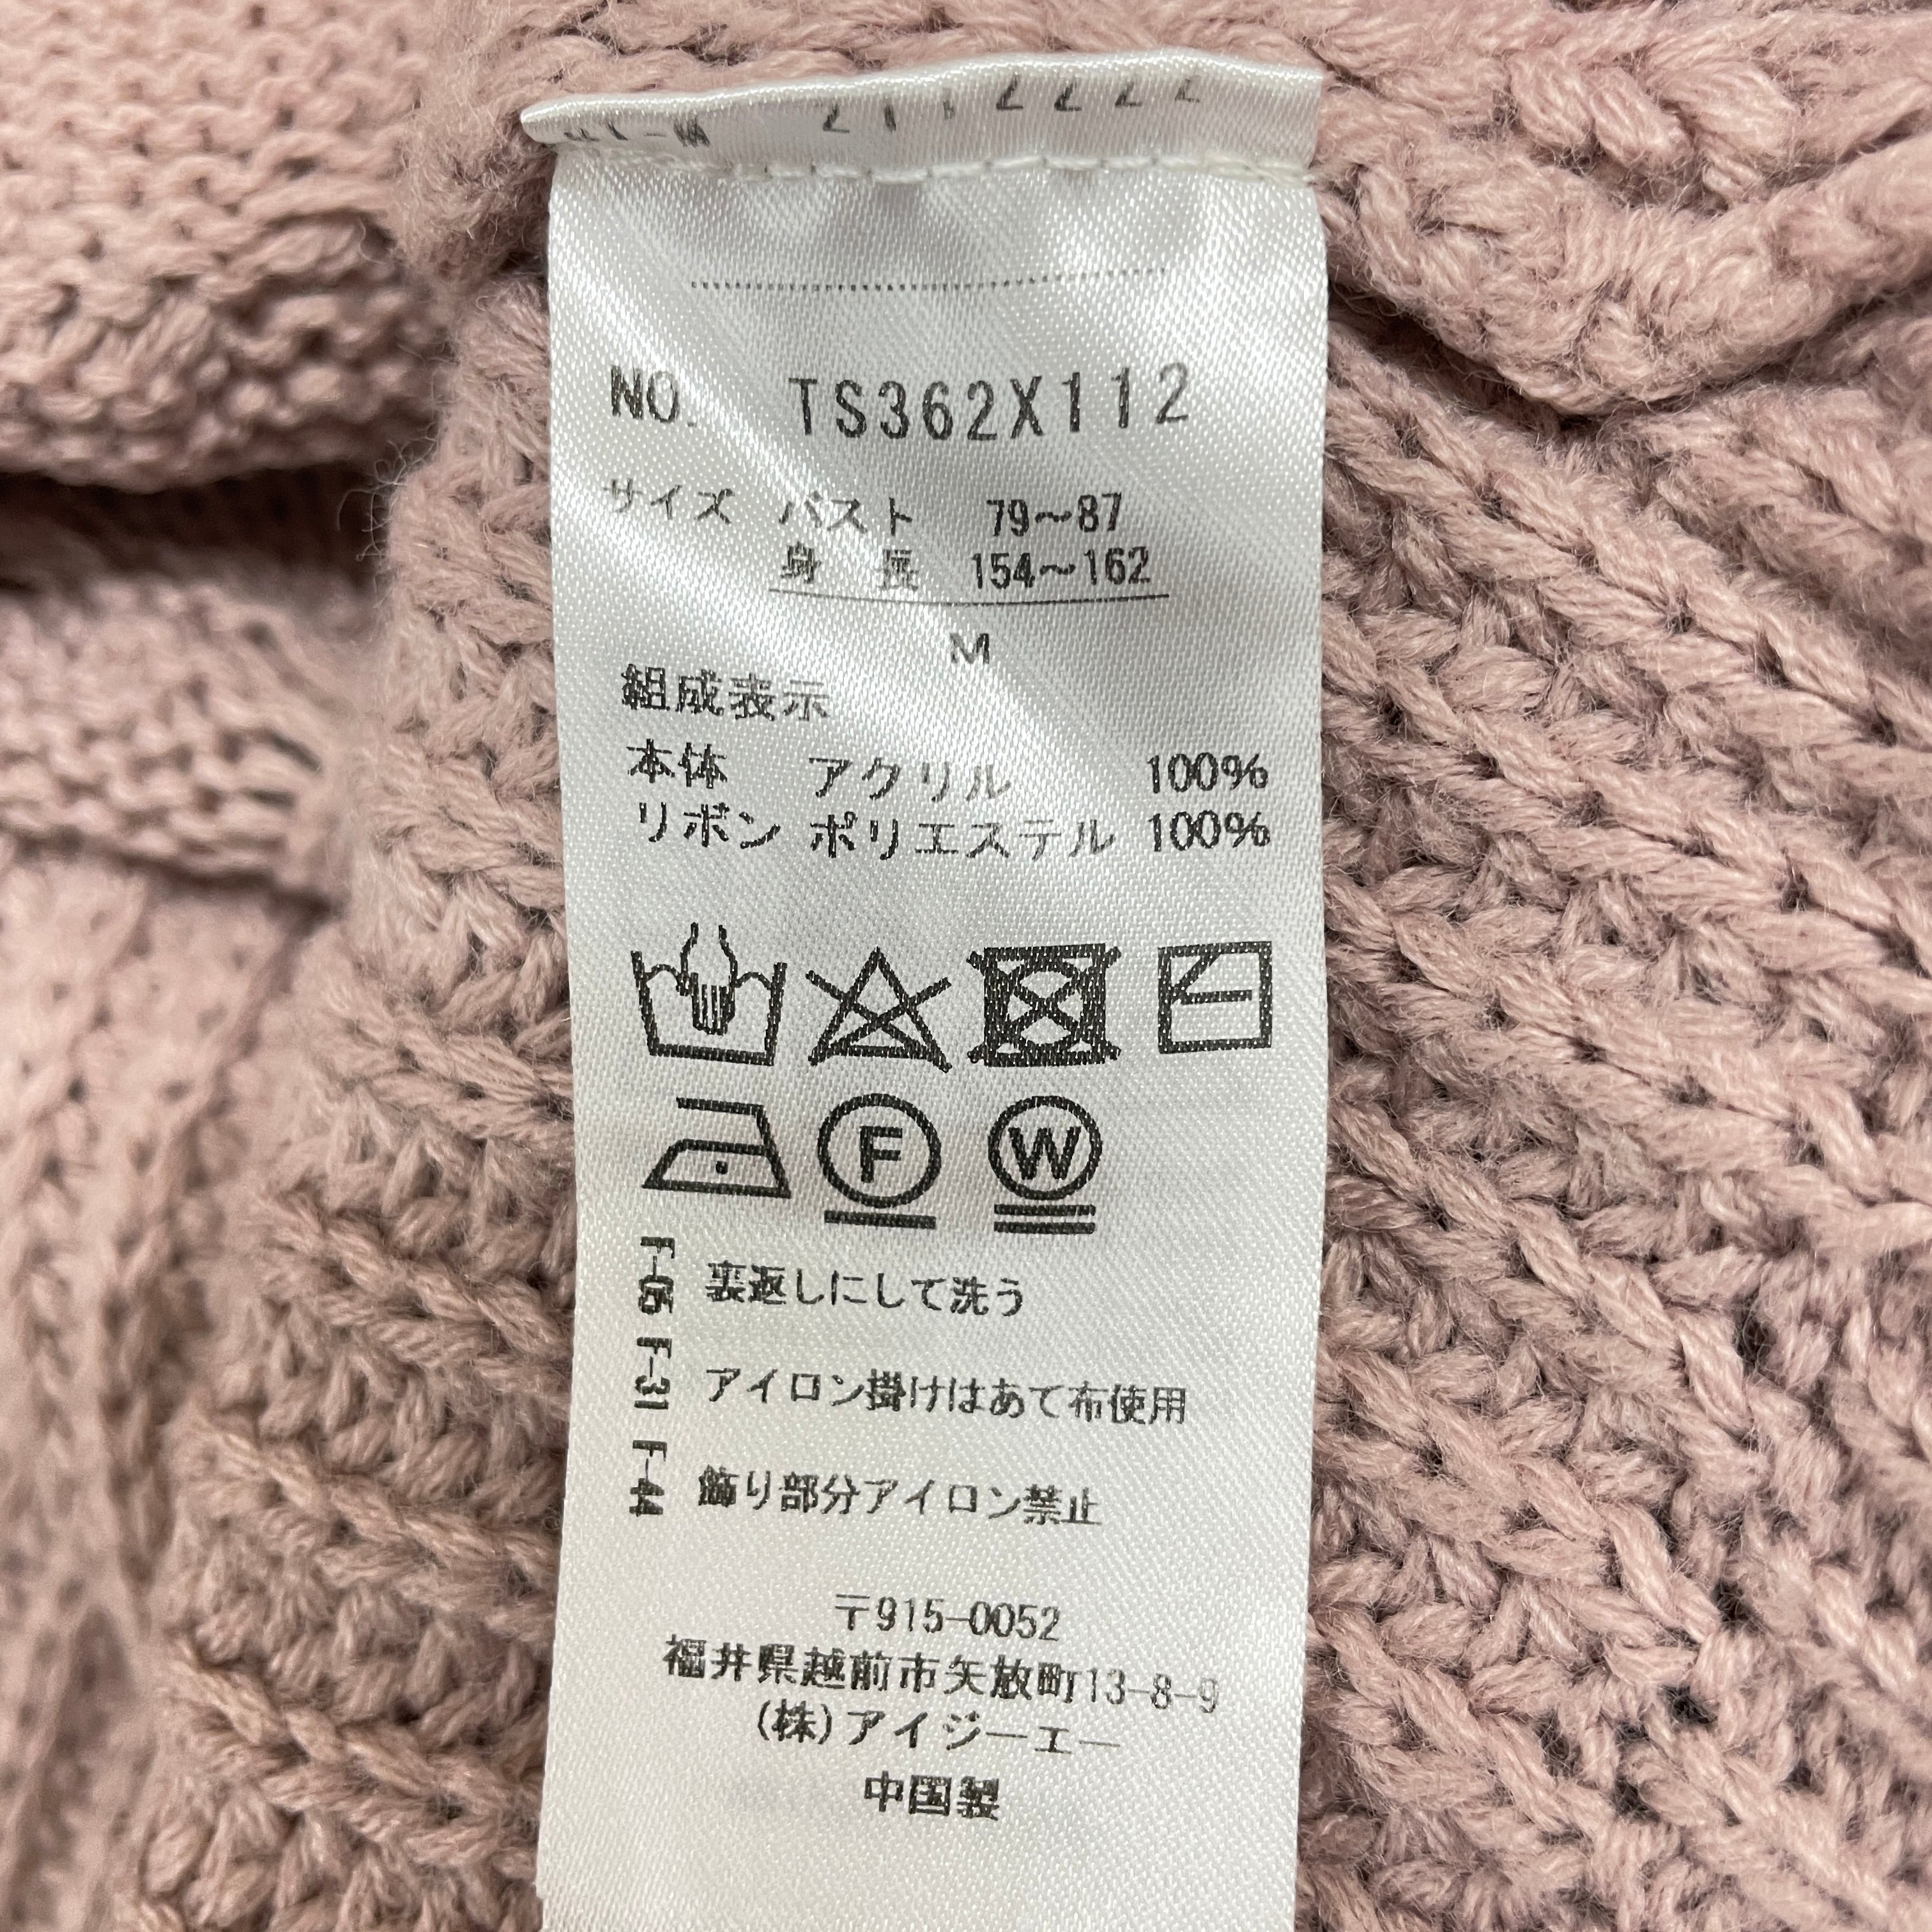 NO. TS362X112
サイズ バスト 79〜87
身長 154〜162
M
組成表示
本体 アクリル 100%
リボン ポリエステル 100%
F
W
F-05 裏返しにして洗う
F-31 アイロン掛けはあて布使用
F-44 飾り部分アイロン禁止
〒915-0052
福井県越前市矢放町13-8-9
(株)アイジーエー
中国製